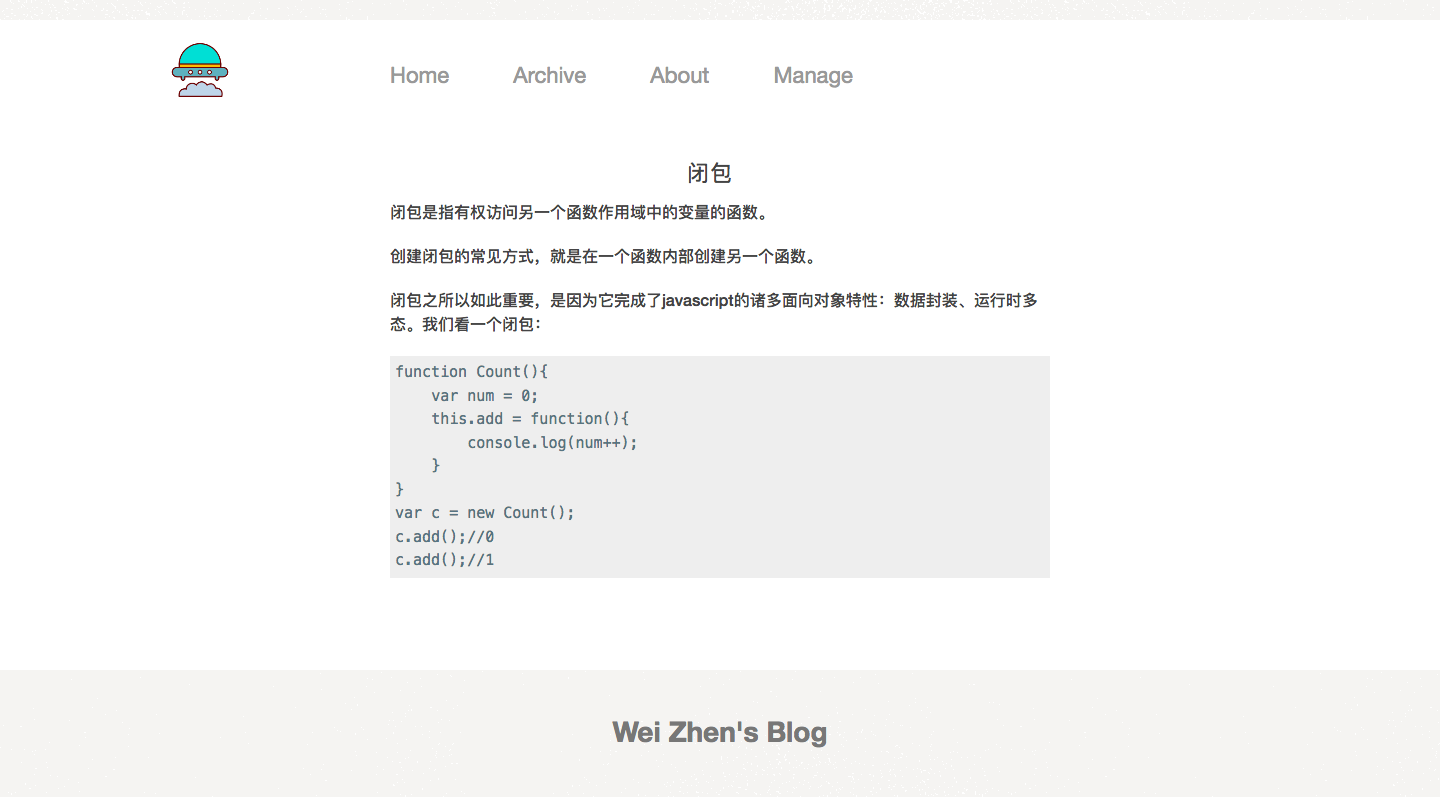 Home Archive About Manage
闭包
闭包是指有权访问另一个函数作用域中的变量的函数。
创建闭包的常见方式，就是在一个函数内部创建另一个函数。
闭包之所以如此重要，是因为它完成了javascript的诸多面向对象特性：数据封装、运行时多
态。我们看一个闭包：
function Count(){
    var num = 0;
    this.add = function(){
        console.log(num++);
    }
}
var c = new Count();
c.add();//0
c.add();//1
Wei Zhen's Blog